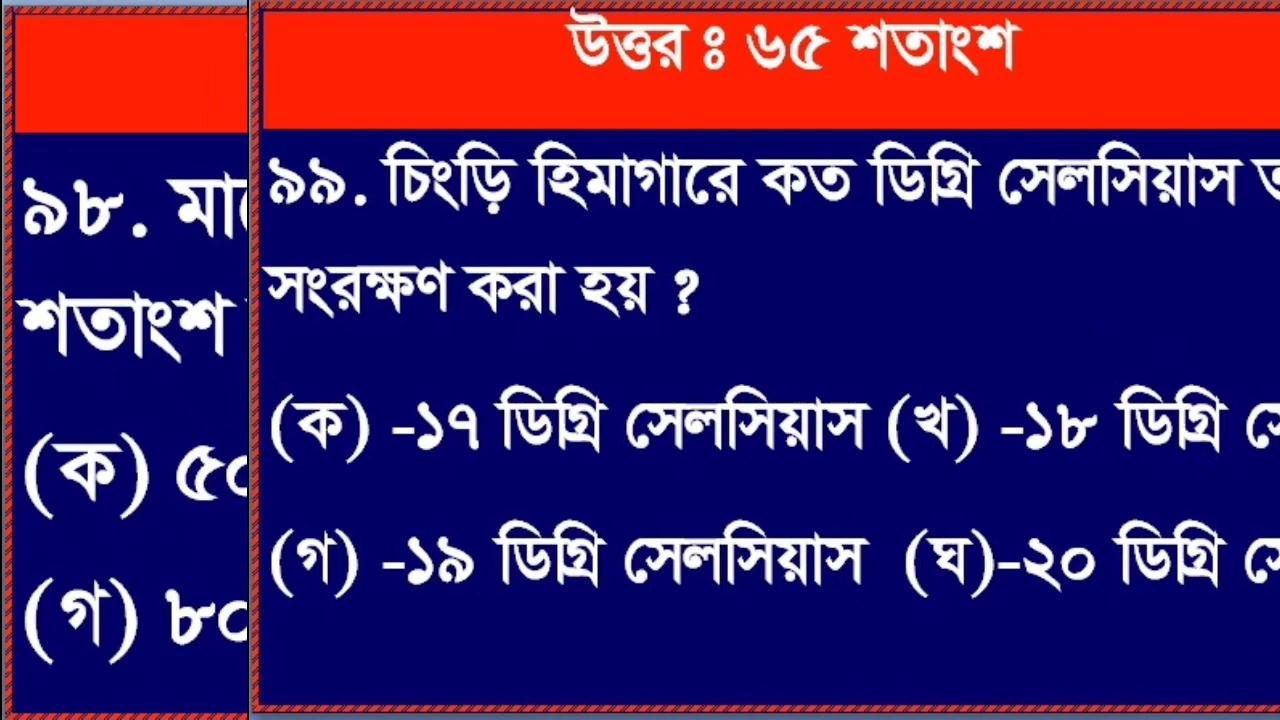 উত্তর ঃ ৬৫ শতাংশ
৯৮. 
শতাংশ
(ক)
(গ)
৯৯. চিংড়ি হিমাগারে কত ডিগ্রি সেলসিয়াস
সংরক্ষণ করা হয় ?
(ক) -১৭ ডিগ্রি সেলসিয়াস (খ) -১৮ ডিগ্রি
(গ) -১৯ ডিগ্রি সেলসিয়াস (ঘ)-২০ ডিগ্রি